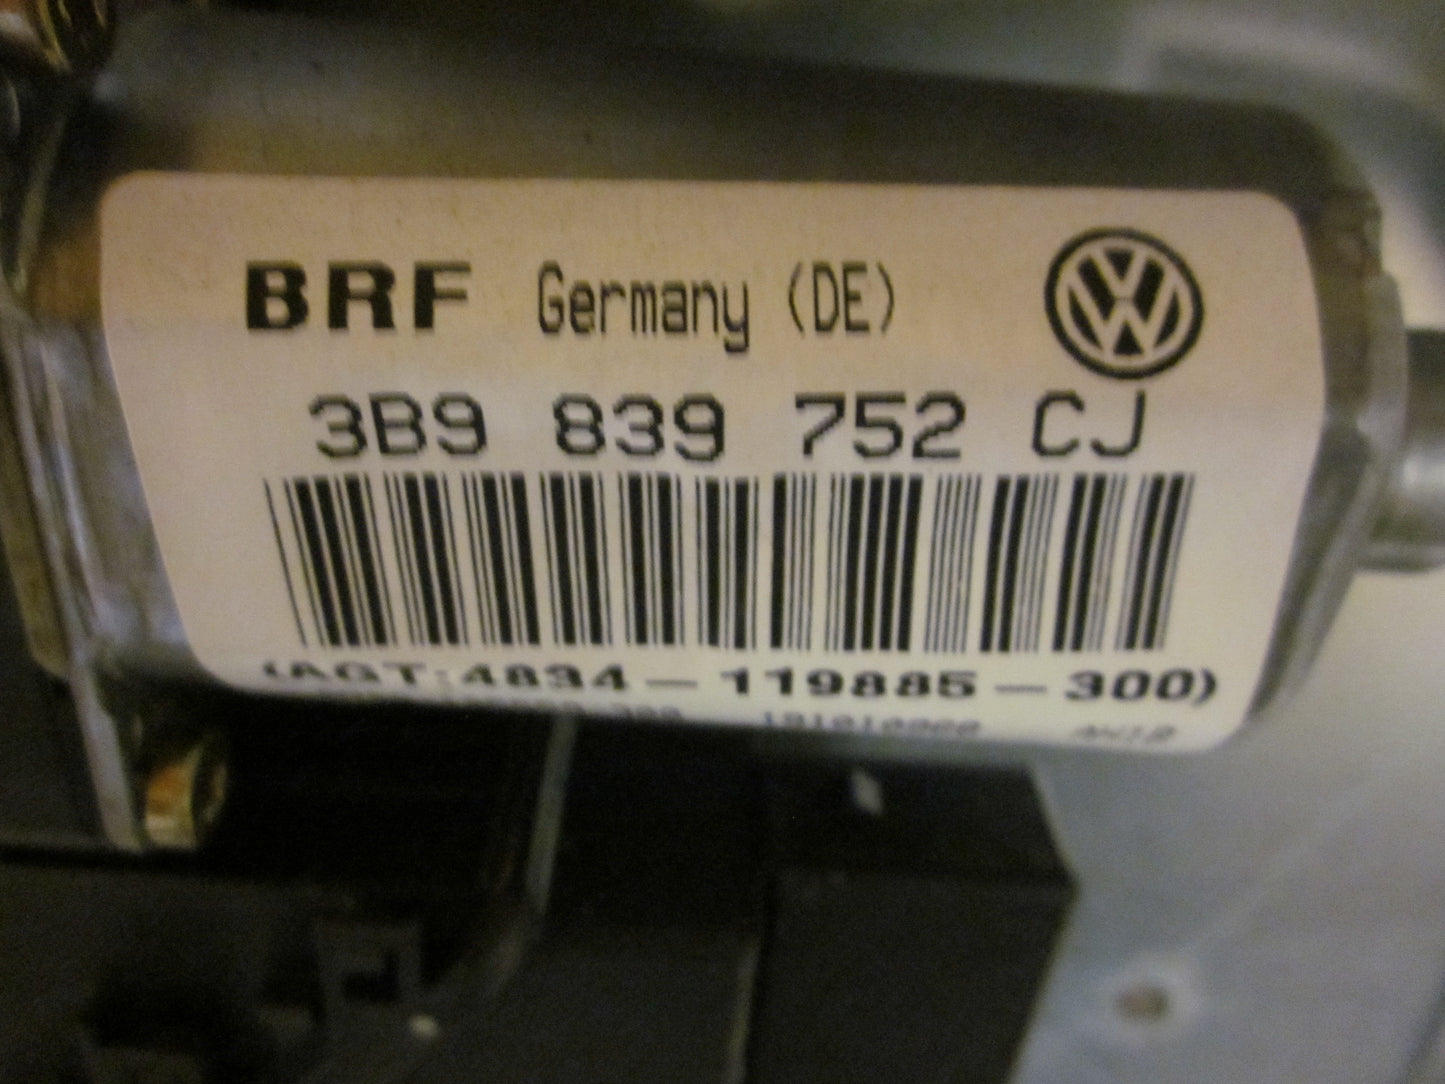 BRF Germany (DE)
3B9 839 752 CJ
(AGT:4834-119885-300)